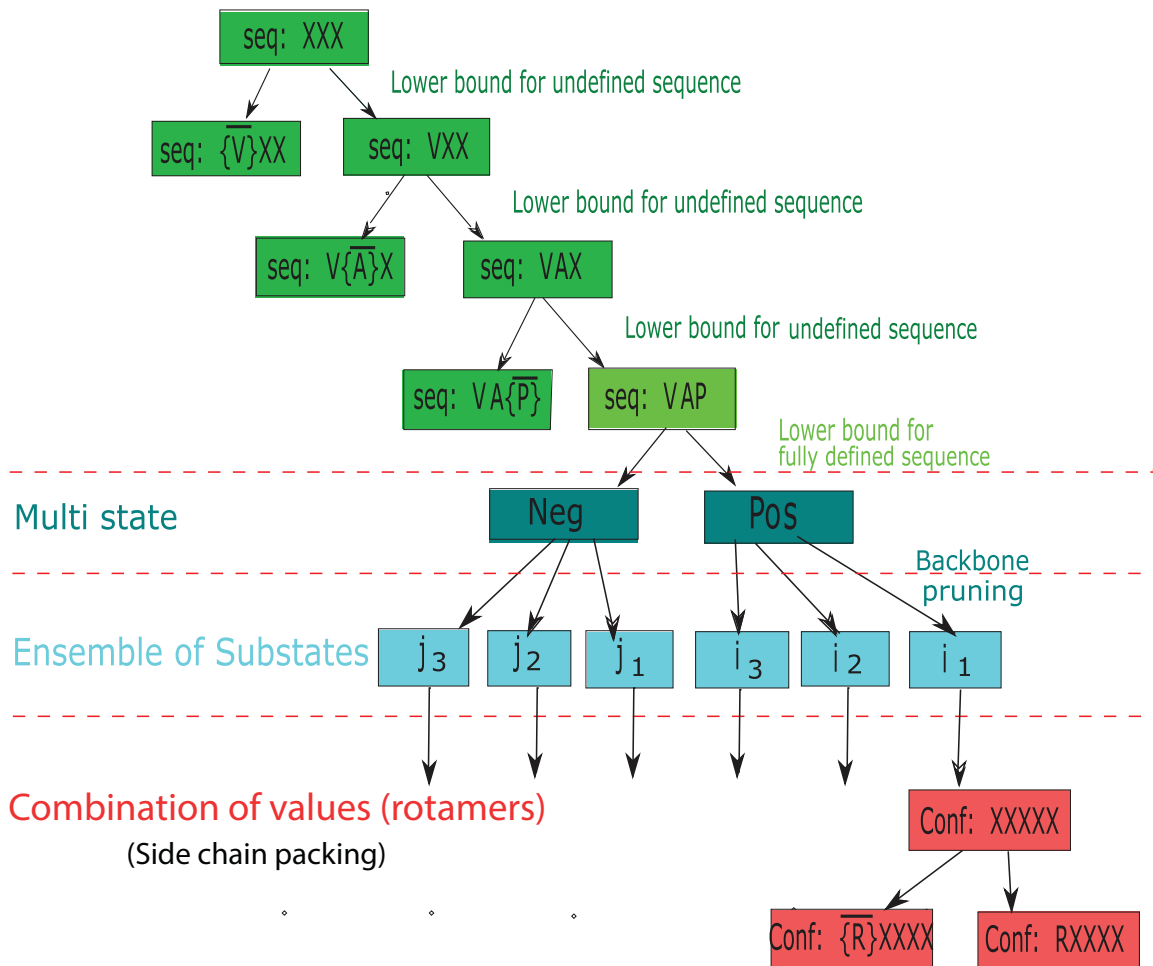 seq: XXX
Lower bound for undefined sequence
seq: {V̅}XX
seq: VXX
Lower bound for undefined sequence
seq: V{A̅}X
seq: VAX
Lower bound for undefined sequence
seq: VA{P̅}
seq: VAP
Lower bound for
fully defined sequence
Multi state
Neg
Pos
Backbone
pruning
Ensemble of Substates
j3
j2
j1
i3
i2
i1
Combination of values (rotamers)
(Side chain packing)
Conf: XXXXX
Conf: {R̅}XXXX
Conf: RXXXX